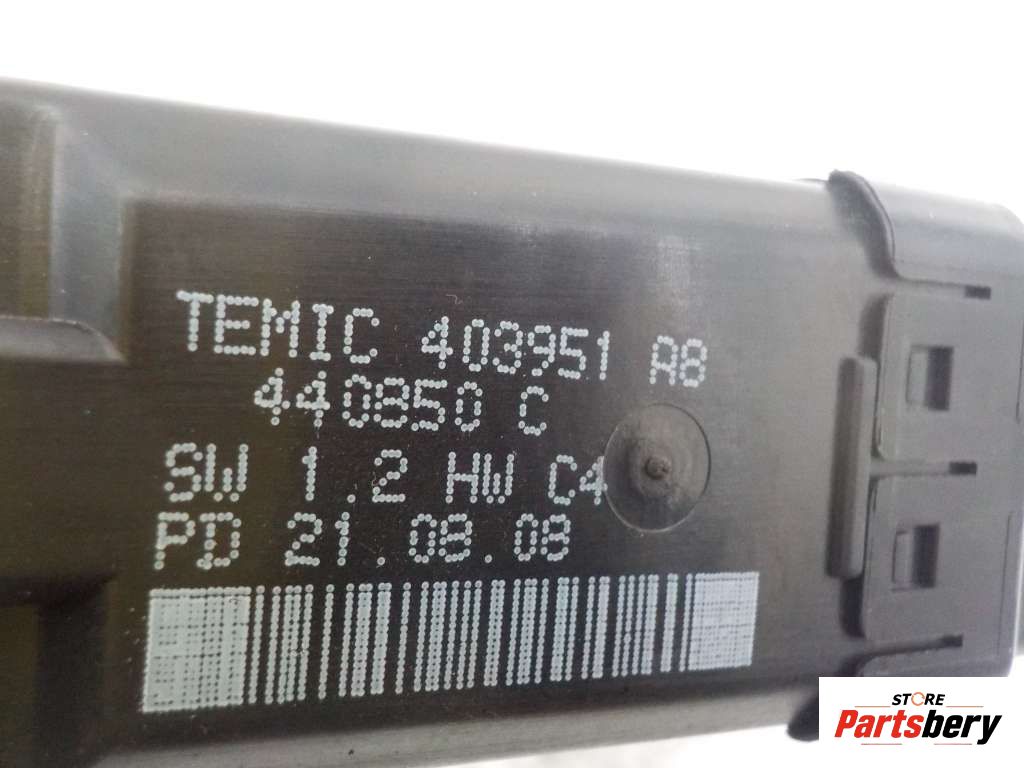 TEMIC 403951 A8
440850 C
SW 1.2 HW C4
PD 21.08.08
STORE
Partsbery